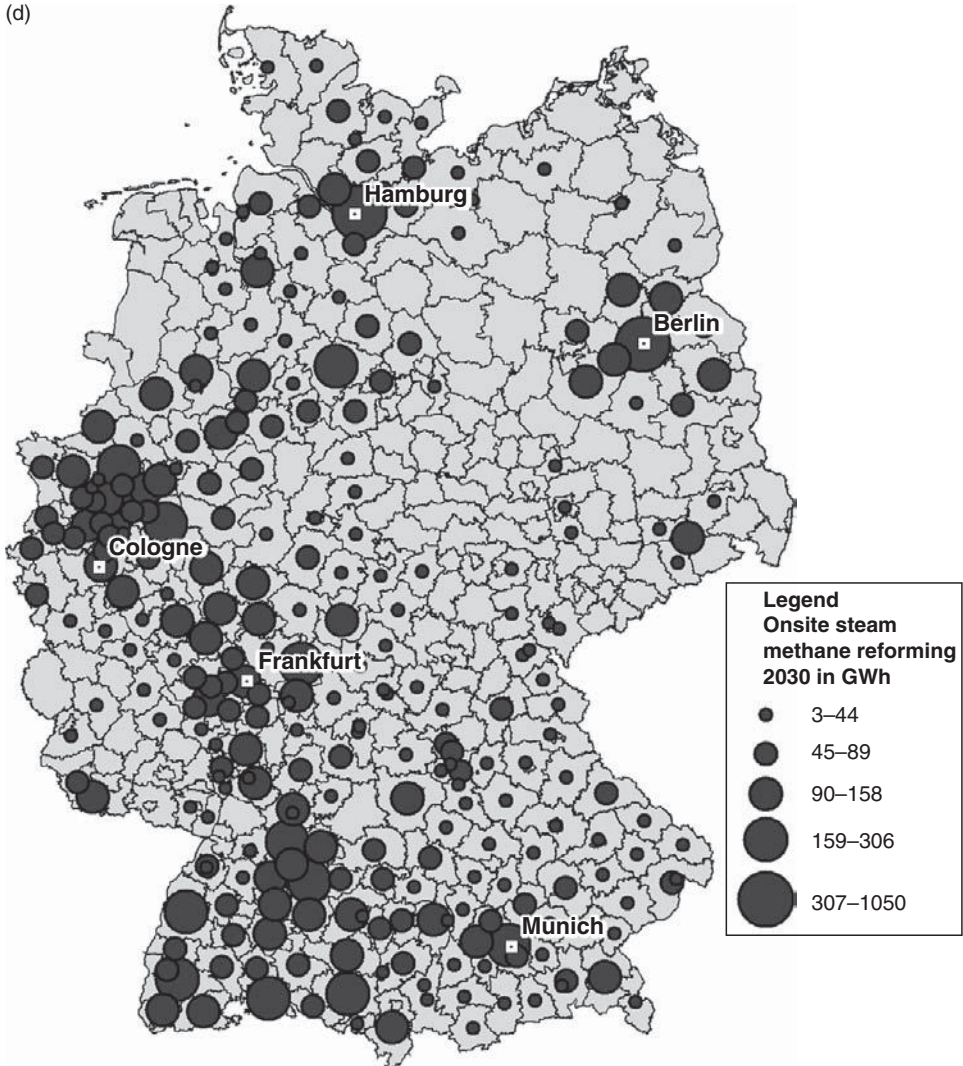 (d)
Hamburg
Berlin
Cologne
Frankfurt
Munich
Legend
Onsite steam
methane reforming
2030 in GWh
3–44
45–89
90–158
159–306
307–1050